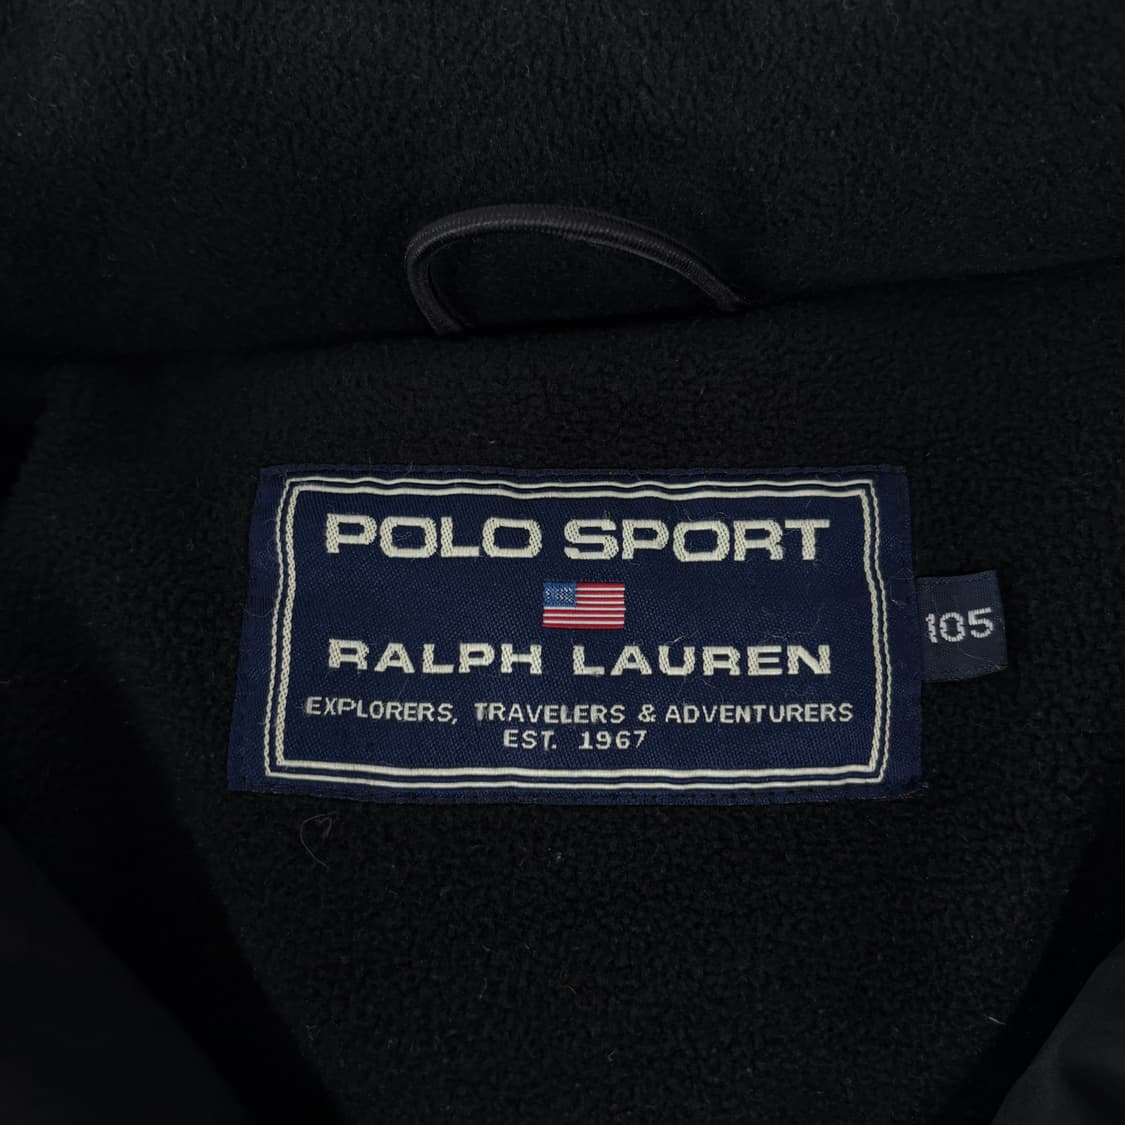 POLO SPORT
RALPH LAUREN
EXPLORERS, TRAVELERS & ADVENTURERS
EST. 1967
105